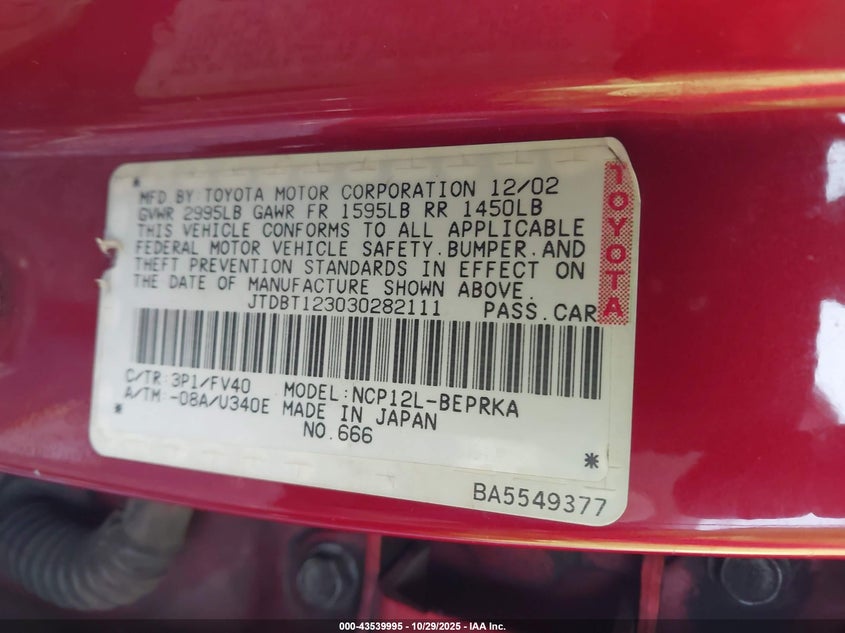 * MFD BY:TOYOTA MOTOR CORPORATION 12/02
GVWR 2995LB GAWR FR 1595LB RR 1450LB
THIS VEHICLE CONFORMS TO ALL APPLICABLE
FEDERAL MOTOR VEHICLE SAFETY.BUMPER.AND
THEFT PREVENTION STANDARDS IN EFFECT ON
THE DATE OF MANUFACTURE SHOWN ABOVE.
JTDBT123030282111 PASS.CAR
TOYOTA
C/TR:3P1/FV40 MODEL:NCP12L-BEPRKA
A/TM:-08A/U340E MADE IN JAPAN
* NO.666 *
BA5549377
000-43539995 - 10/29/2025 - IAA Inc.